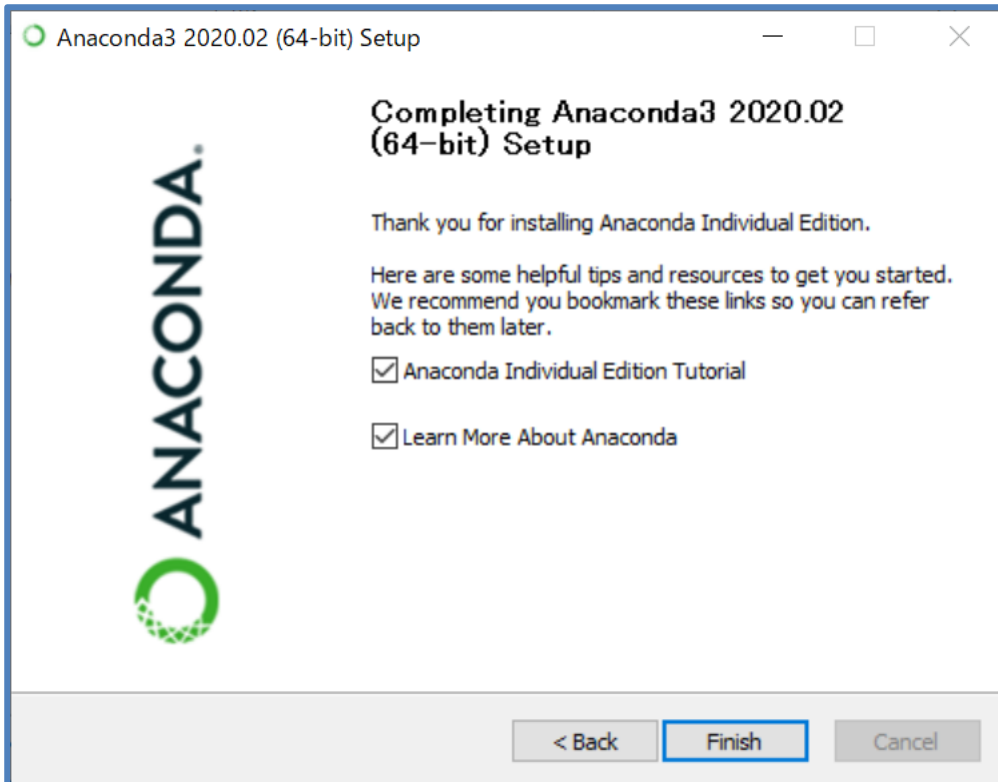 Anaconda3 2020.02 (64-bit) Setup
Completing Anaconda3 2020.02
(64-bit) Setup
ANACONDA.
Thank you for installing Anaconda Individual Edition.
Here are some helpful tips and resources to get you started.
We recommend you bookmark these links so you can refer
back to them later.
Anaconda Individual Edition Tutorial
Learn More About Anaconda
< Back
Finish
Cancel